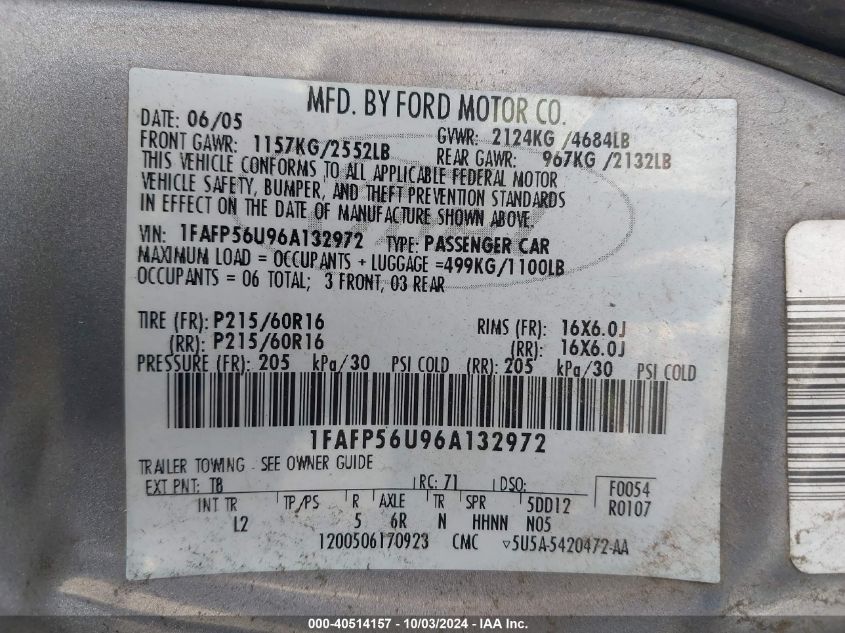 MFD. BY FORD MOTOR CO.
DATE: 06/05 GVWR: 2124KG /4684LB
FRONT GAWR: 1157KG/2552LB REAR GAWR: 967KG /2132LB
THIS VEHICLE CONFORMS TO ALL APPLICABLE FEDERAL MOTOR
VEHICLE SAFETY, BUMPER, AND THEFT PREVENTION STANDARDS
IN EFFECT ON THE DATE OF MANUFACTURE SHOWN ABOVE.
VIN: 1FAFP56U96A132972 TYPE: PASSENGER CAR
MAXIMUM LOAD = OCCUPANTS + LUGGAGE =499KG/1100LB
OCCUPANTS = 06 TOTAL; 3 FRONT, 03 REAR
TIRE (FR): P215/60R16 RIMS (FR): 16X6.0J
(RR): P215/60R16 (RR): 16X6.0J
PRESSURE (FR): 205 kPa/30 PSI COLD (RR): 205 kPa/30 PSI COLD
1FAFP56U96A132972
TRAILER TOWING - SEE OWNER GUIDE
EXT PNT: T8 RC: 71 DSO: F0054
INT TR TP/PS R AXLE TR SPR 5DD12 R0107
L2 5 6R N HHNN N05
1200506170923 CMC ▽5U5A-5420472-AA
000-40514157 - 10/03/2024 - IAA Inc.